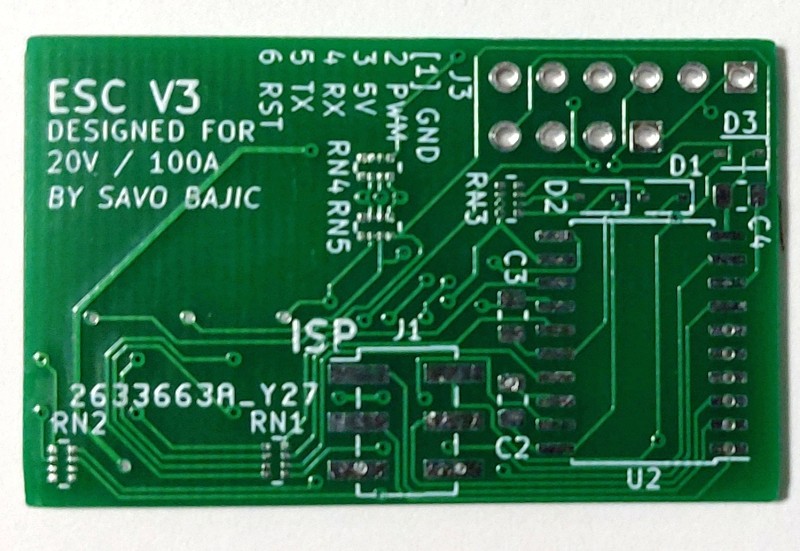 ESC V3
DESIGNED FOR
20V / 100A
BY SAVO BAJIC
[1] GND
2 PWM
3 5V
4 RX
5 TX
6 RST
J3
D3
D1
D2
RN3
RN4
RN5
C4
C3
ISP
J1
2633663A_Y27
RN2
RN1
C2
U2